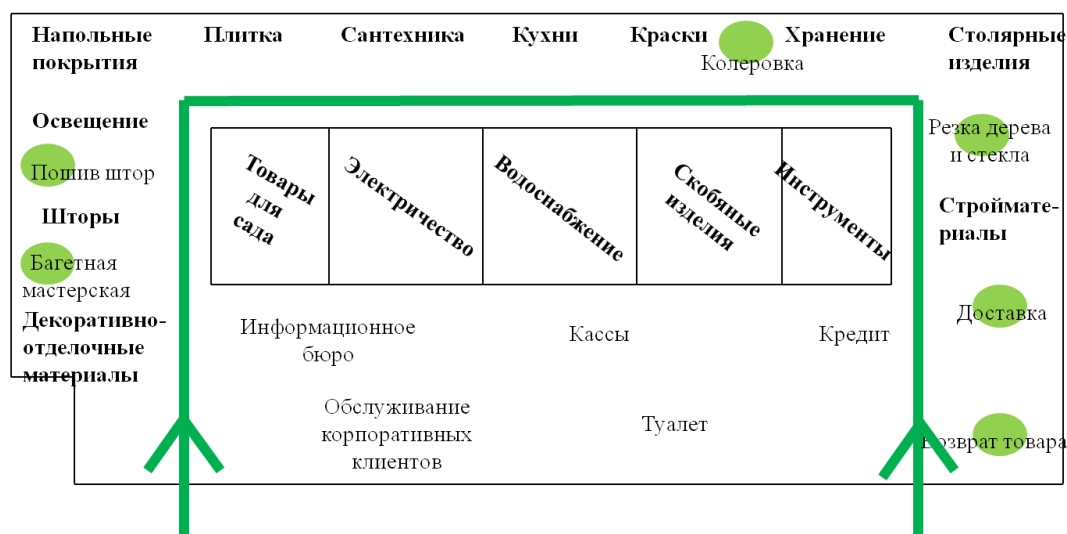 Напольные
покрытия
Плитка
Сантехника
Кухни
Краски
Колеровка
Хранение
Столярные
изделия
Освещение
Пошив штор
Шторы
Багетная
мастерская
Декоративно-
отделочные
материалы
Товары
для
сада
Электричество
Водоснабжение
Скобяные
изделия
Инструменты
Резка дерева
и стекла
Строймате-
риалы
Доставка
Возврат товара
Информационное
бюро
Кассы
Кредит
Обслуживание
корпоративных
клиентов
Туалет